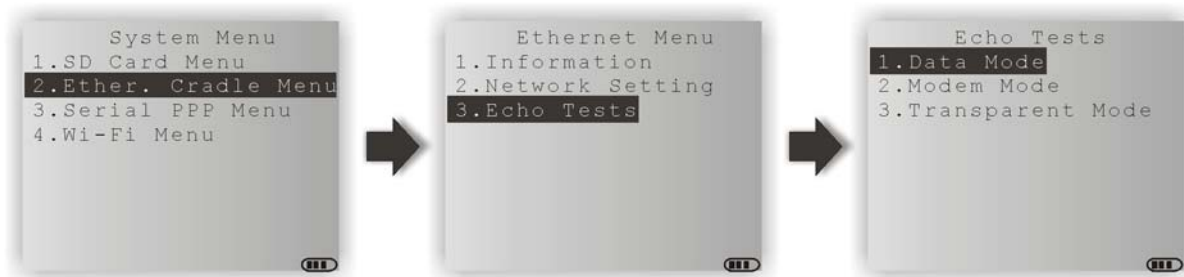 System Menu
1.SD Card Menu
2.Ether. Cradle Menu
3.Serial PPP Menu
4.Wi-Fi Menu
Ethernet Menu
1.Information
2.Network Setting
3.Echo Tests
Echo Tests
1.Data Mode
2.Modem Mode
3.Transparent Mode